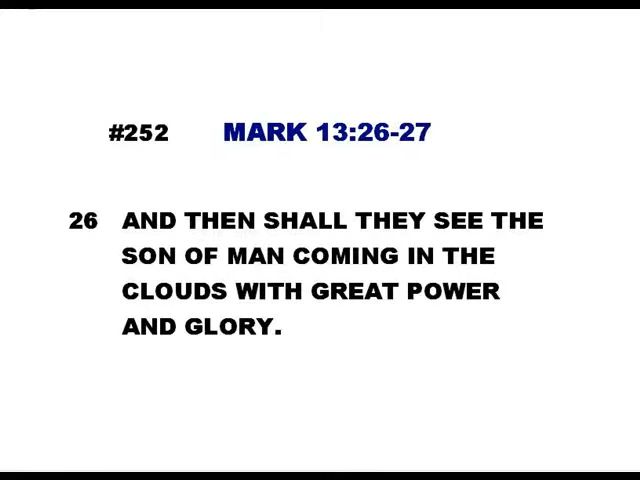 #252 MARK 13:26-27
26 AND THEN SHALL THEY SEE THE
SON OF MAN COMING IN THE
CLOUDS WITH GREAT POWER
AND GLORY.